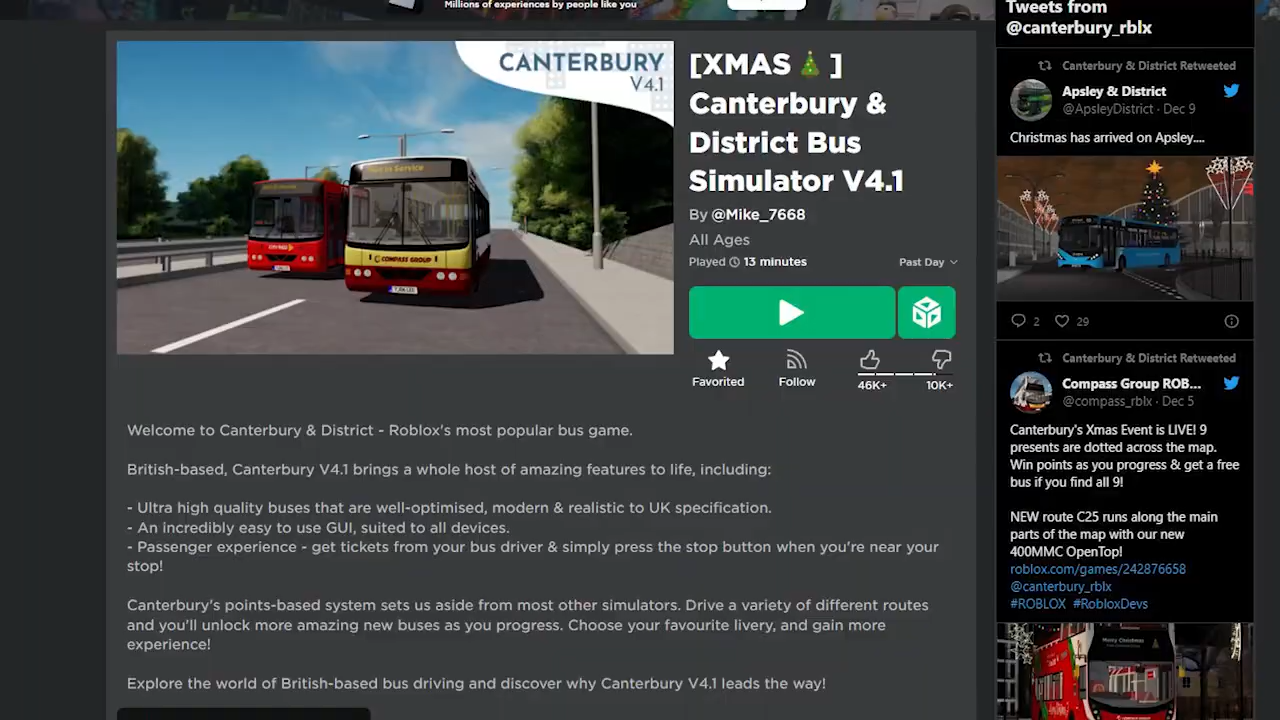 Millions of experiences by people like you
CANTERBURY
V4.1
Not in Service
COMPASS GROUP
[XMAS🎄]
Canterbury &
District Bus
Simulator V4.1
By @Mike_7668
All Ages
Played 13 minutes
Past Day
Favorited
Follow
46K+
10K+
Welcome to Canterbury & District - Roblox's most popular bus game.
British-based, Canterbury V4.1 brings a whole host of amazing features to life, including:
- Ultra high quality buses that are well-optimised, modern & realistic to UK specification.
- An incredibly easy to use GUI, suited to all devices.
- Passenger experience - get tickets from your bus driver & simply press the stop button when you're near your
stop!
Canterbury's points-based system sets us aside from most other simulators. Drive a variety of different routes
and you'll unlock more amazing new buses as you progress. Choose your favourite livery, and gain more
experience!
Explore the world of British-based bus driving and discover why Canterbury V4.1 leads the way!
Tweets from
@canterbury_rblx
Canterbury & District Retweeted
Apsley & District
@ApsleyDistrict · Dec 9
Christmas has arrived on Apsley....
2
29
Canterbury & District Retweeted
Compass Group ROB...
@compass_rblx · Dec 5
Canterbury's Xmas Event is LIVE! 9
presents are dotted across the map.
Win points as you progress & get a free
bus if you find all 9!
NEW route C25 runs along the main
parts of the map with our new
400MMC OpenTop!
roblox.com/games/242876658
@canterbury_rblx
#ROBLOX #RobloxDevs
Merry Christmas